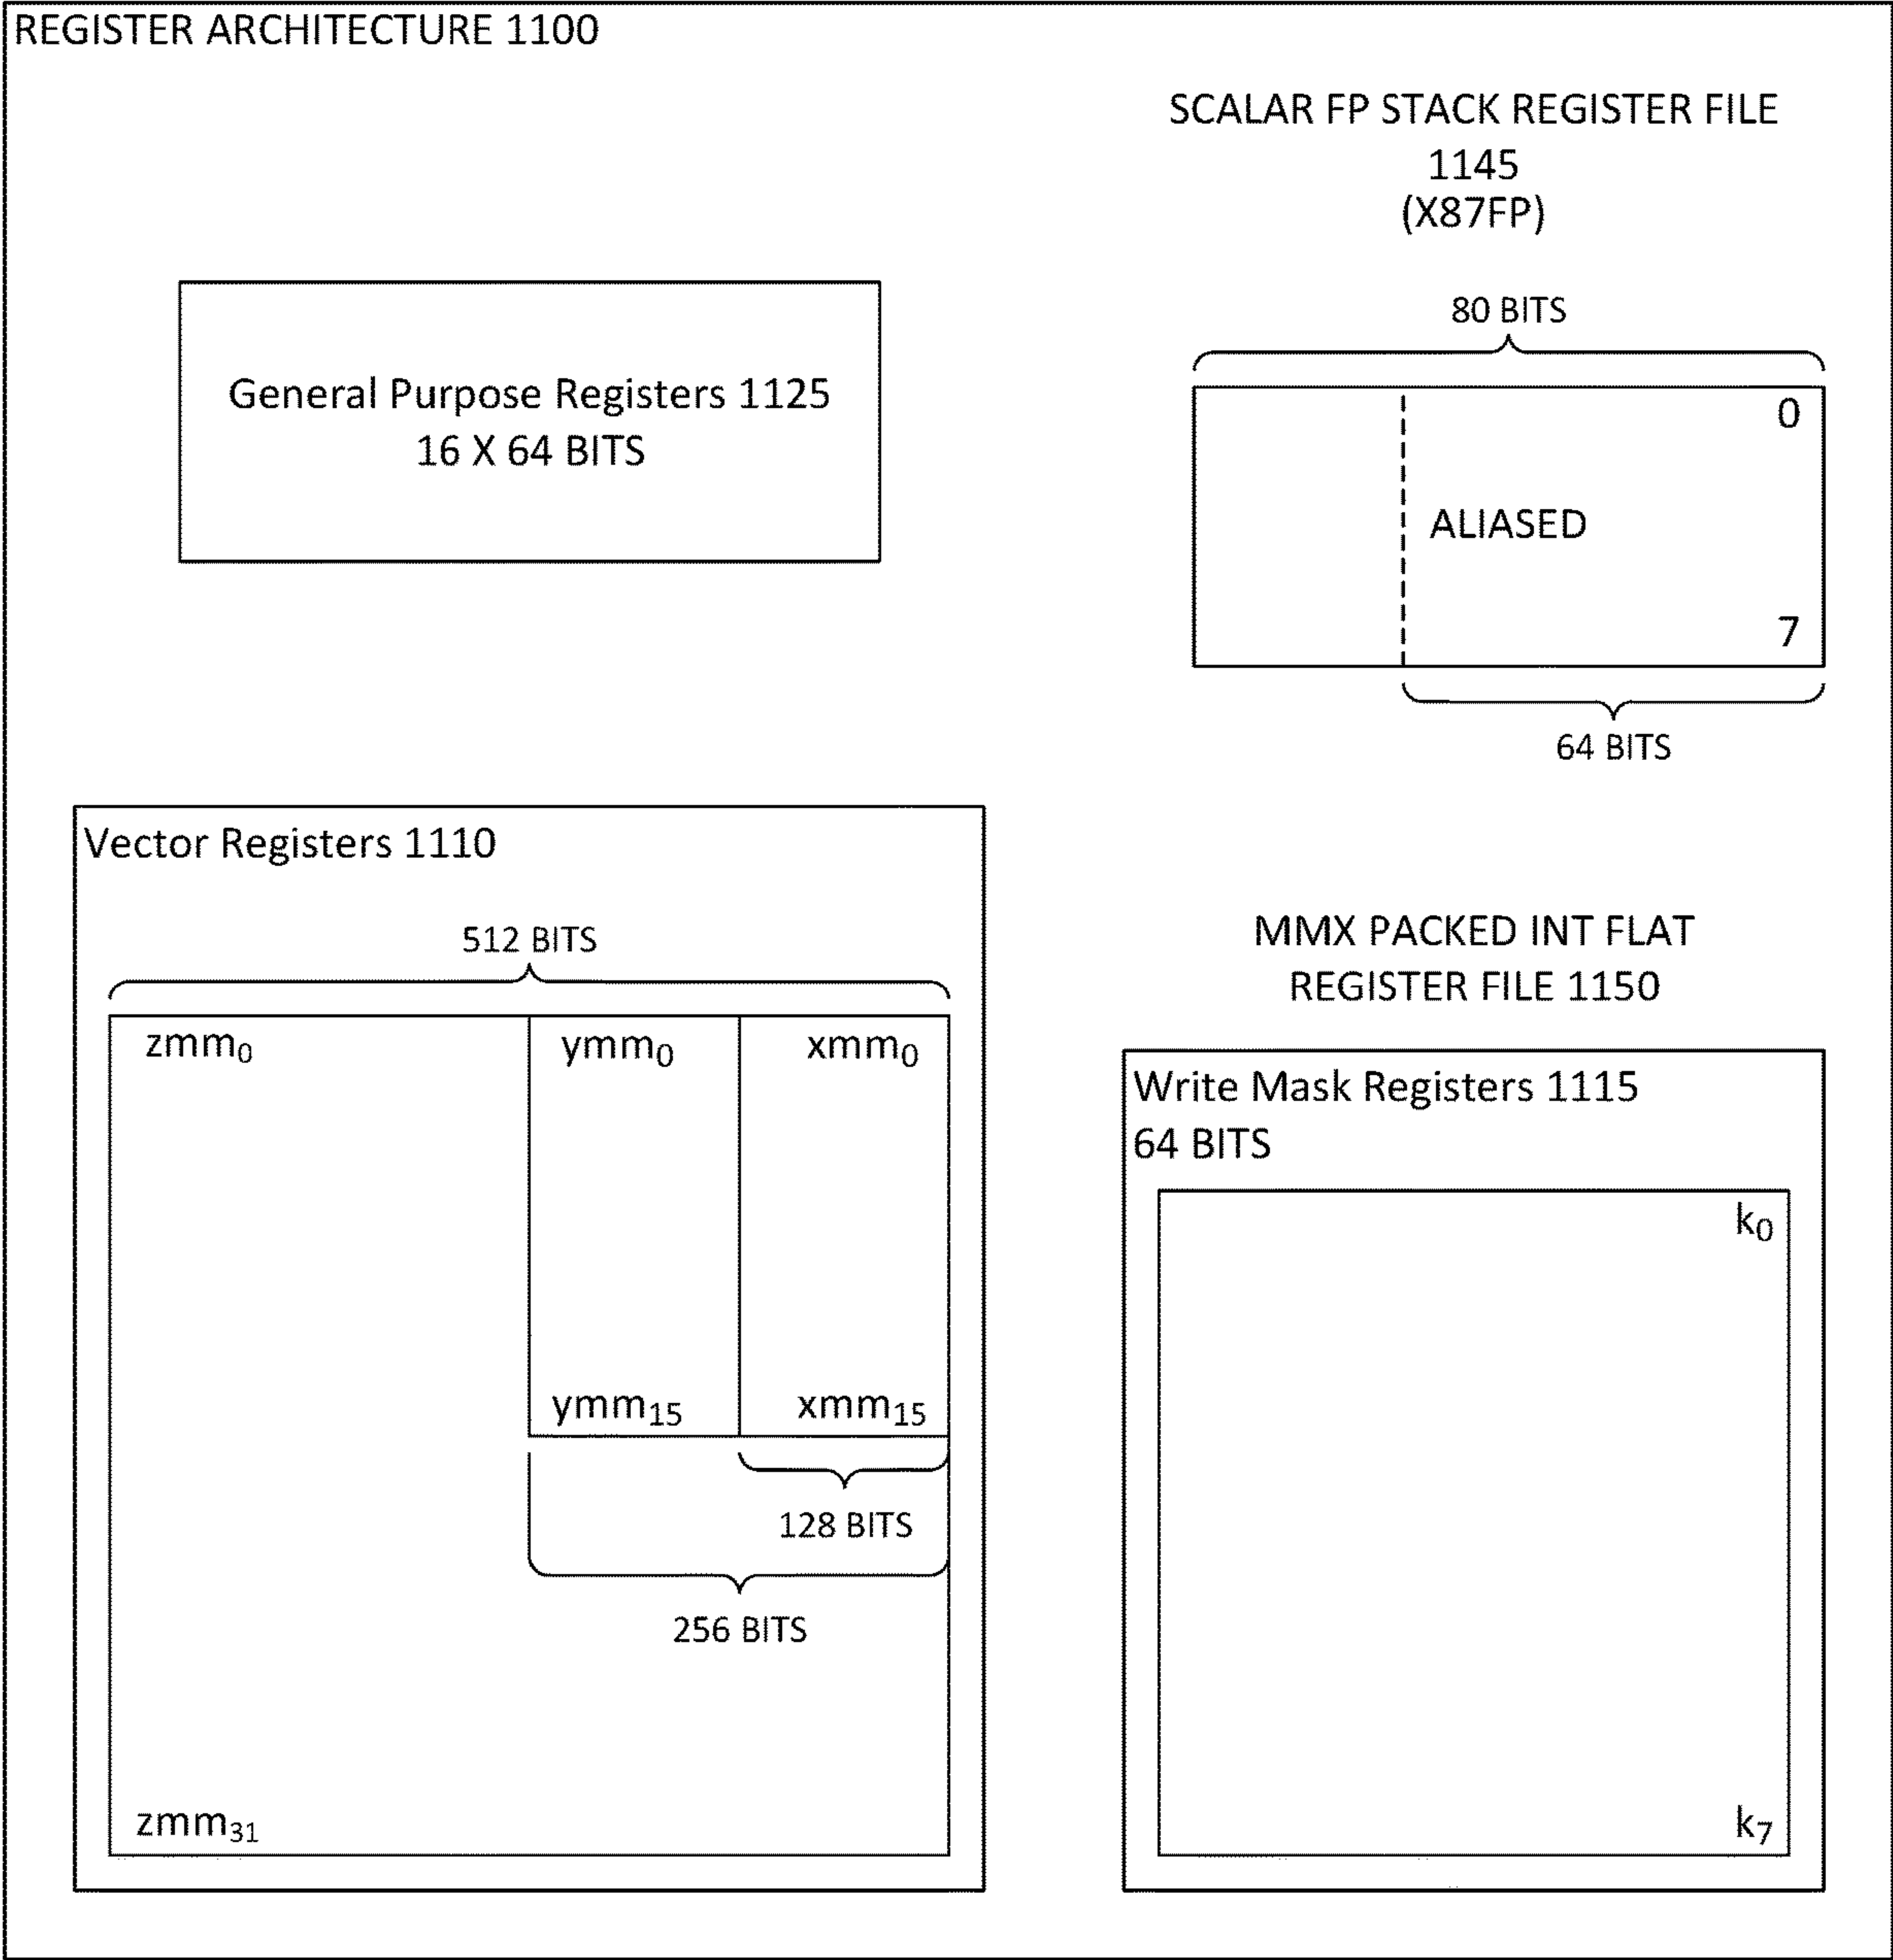 REGISTER ARCHITECTURE 1100
SCALAR FP STACK REGISTER FILE
1145
(X87FP)
80 BITS
General Purpose Registers 1125
16 X 64 BITS
0
ALIASED
7
64 BITS
Vector Registers 1110
512 BITS
zmm₀ ymm₀ xmm₀
ymm₁₅ xmm₁₅
128 BITS
256 BITS
zmm₃₁
MMX PACKED INT FLAT
REGISTER FILE 1150
Write Mask Registers 1115
64 BITS
k₀
k₇